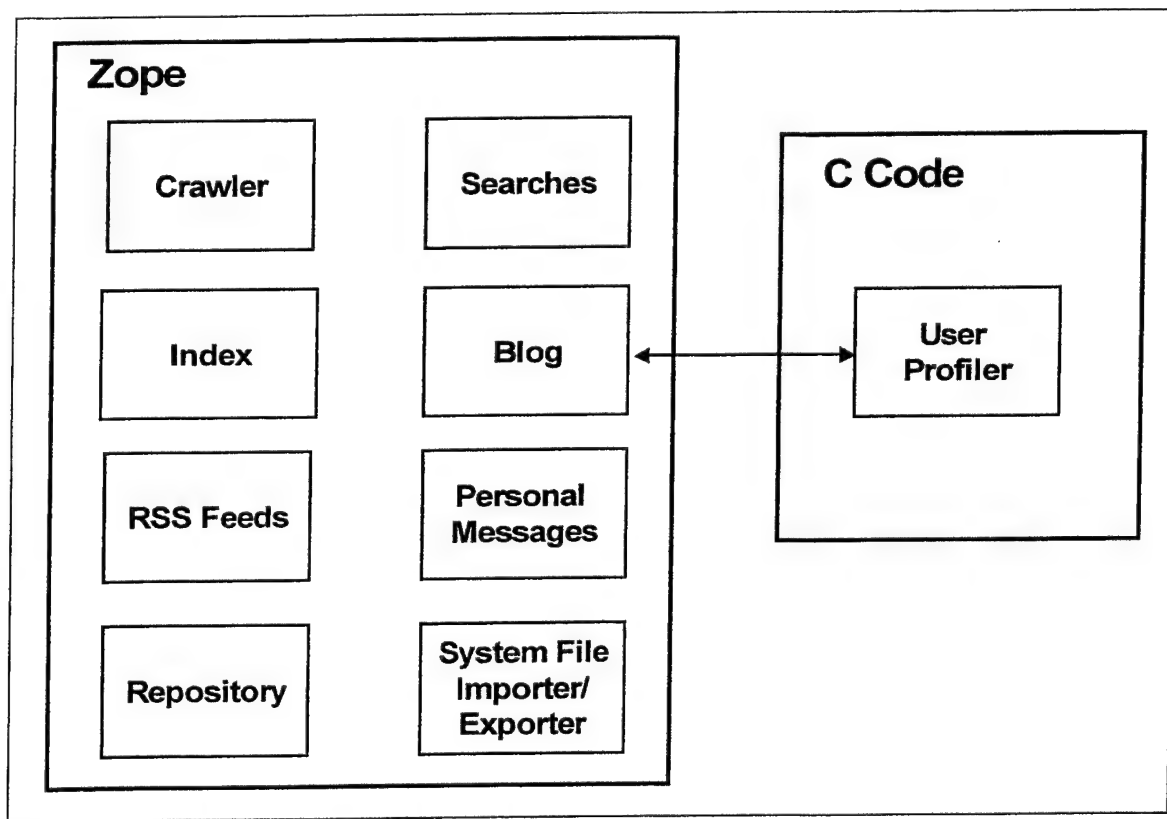 Zope
Crawler
Searches
Index
Blog
RSS Feeds
Personal
Messages
Repository
System File
Importer/
Exporter
C Code
User
Profiler